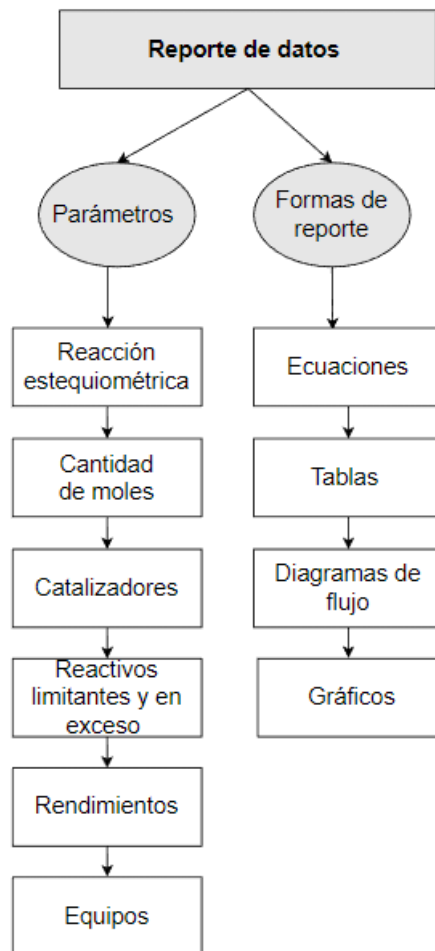 Reporte de datos
Parámetros
Formas de
reporte
Reacción
estequiométrica
Cantidad
de moles
Catalizadores
Reactivos
limitantes y en
exceso
Rendimientos
Equipos
Ecuaciones
Tablas
Diagramas de
flujo
Gráficos